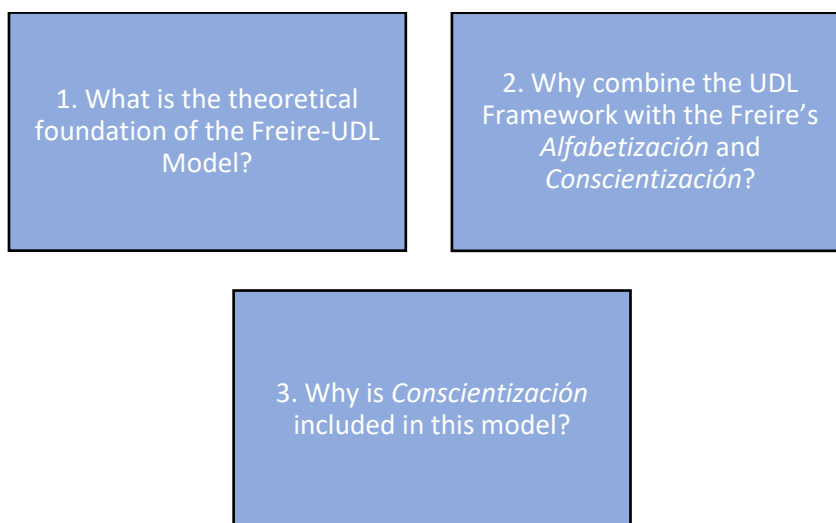 1. What is the theoretical
foundation of the Freire-UDL
Model?
2. Why combine the UDL
Framework with the Freire’s
Alfabetización and
Conscientización?
3. Why is Conscientización
included in this model?